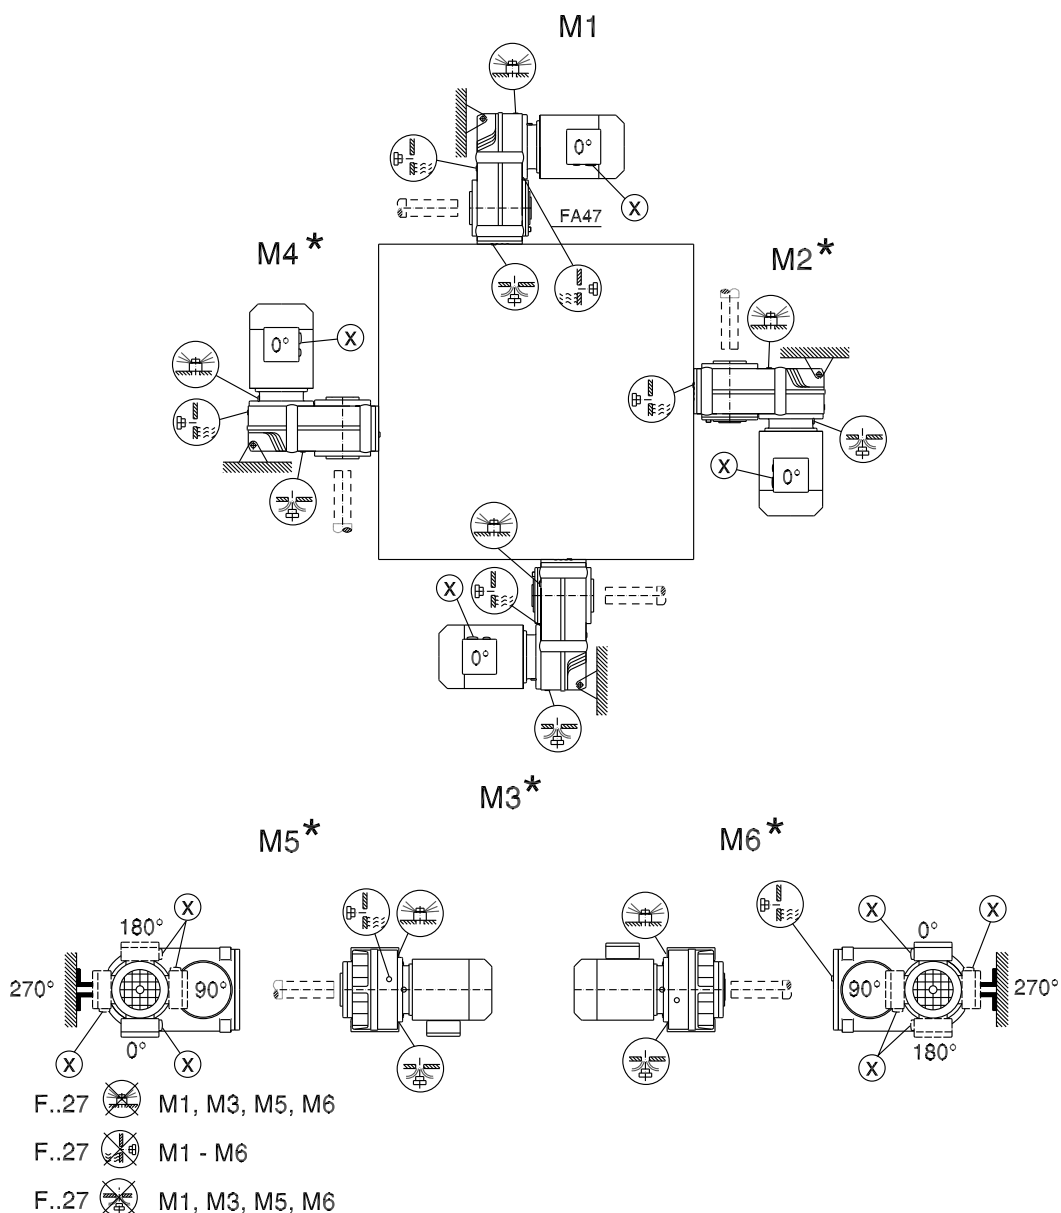 M1
0°
X
FA47
M4*
M2*
0°
X
X
0°
X
0°
M3*
M5*
M6*
X
180°
270°
90°
0°
X
X
X
X
0°
90°
270°
180°
X
F..27 M1, M3, M5, M6
F..27 M1 - M6
F..27 M1, M3, M5, M6